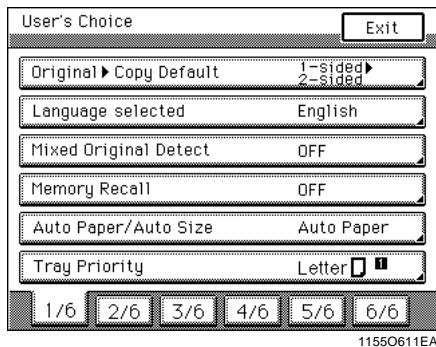 User's Choice
Exit
Original▶Copy Default 1-sided▶
2-sided
Language selected English
Mixed Original Detect OFF
Memory Recall OFF
Auto Paper/Auto Size Auto Paper
Tray Priority Letter 1
1/6 2/6 3/6 4/6 5/6 6/6
1155O611EA